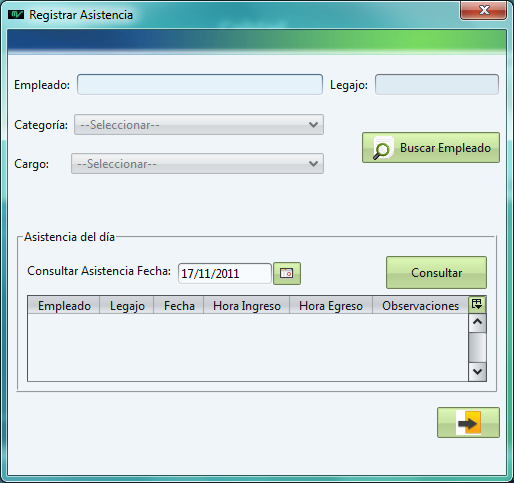 Registrar Asistencia
Empleado:
Legajo:
Categoría: --Seleccionar--
Buscar Empleado
Cargo: --Seleccionar--
Asistencia del día
Consultar Asistencia Fecha: 17/11/2011
Consultar
Empleado Legajo Fecha Hora Ingreso Hora Egreso Observaciones